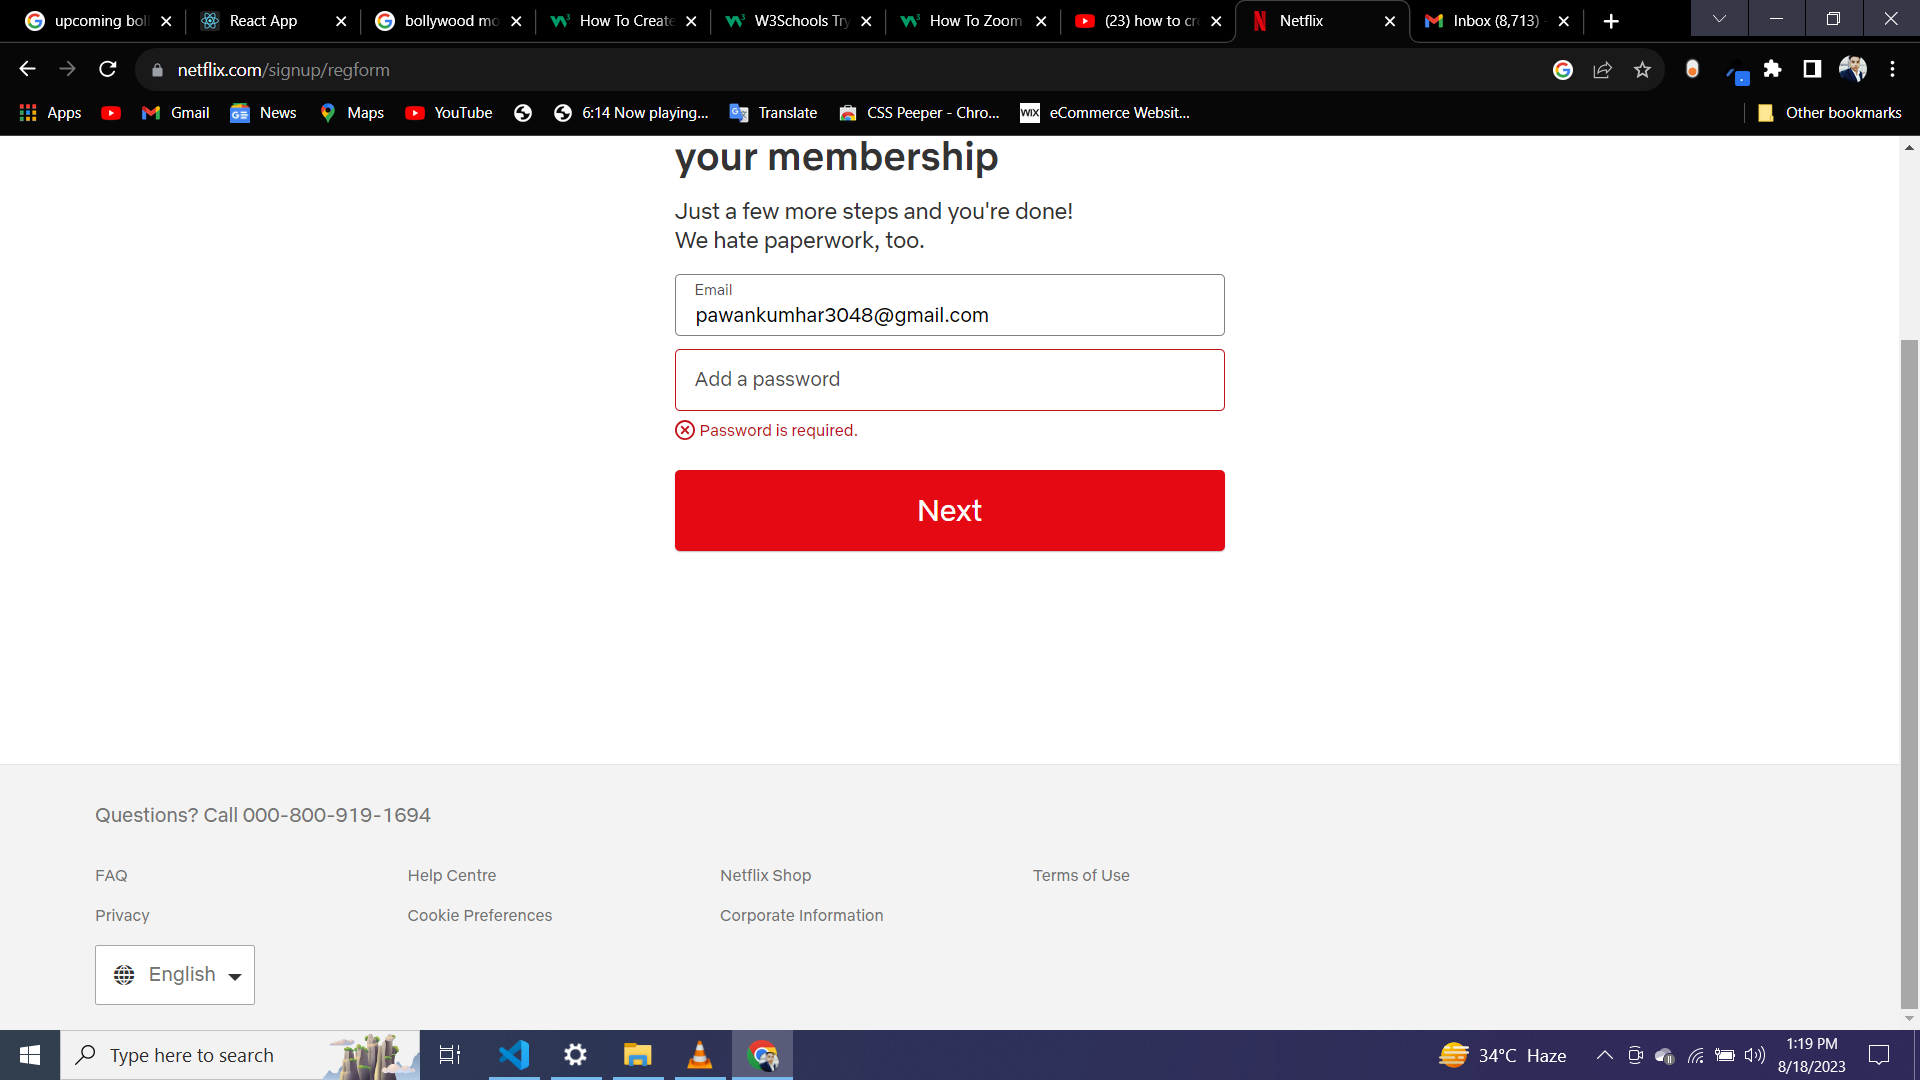 upcoming boll
React App
bollywood mo
How To Create
W3Schools Try
How To Zoom
(23) how to cre
Netflix
Inbox (8,713) -
netflix.com/signup/regform
Apps
Gmail
News
Maps
YouTube
6:14 Now playing...
Translate
CSS Peeper - Chro...
WIX eCommerce Websit...
Other bookmarks
your membership
Just a few more steps and you're done!
We hate paperwork, too.
Email
pawankumhar3048@gmail.com
Add a password
Password is required.
Next
Questions? Call 000-800-919-1694
FAQ
Help Centre
Netflix Shop
Terms of Use
Privacy
Cookie Preferences
Corporate Information
English
Type here to search
34°C Haze
1:19 PM
8/18/2023